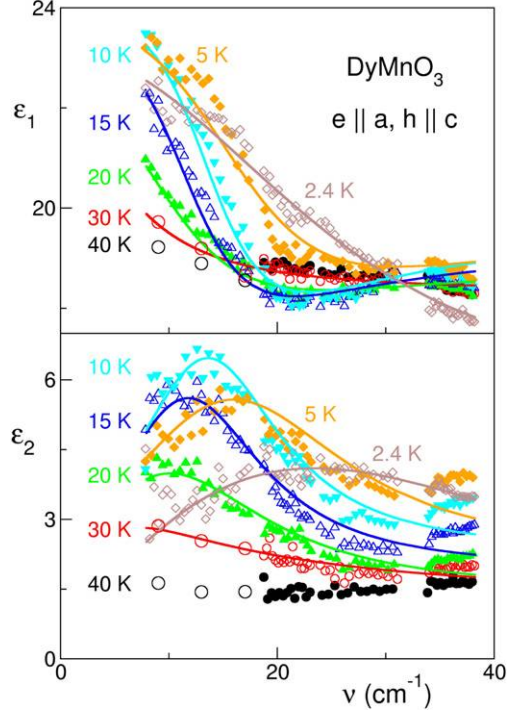 24
10 K
5 K
DyMnO₃
ε₁
e || a, h || c
15 K
20 K
2.4 K
20
30 K
40 K
10 K
6
5 K
15 K
ε₂
2.4 K
20 K
3
30 K
40 K
0
0
20
40
ν (cm⁻¹)